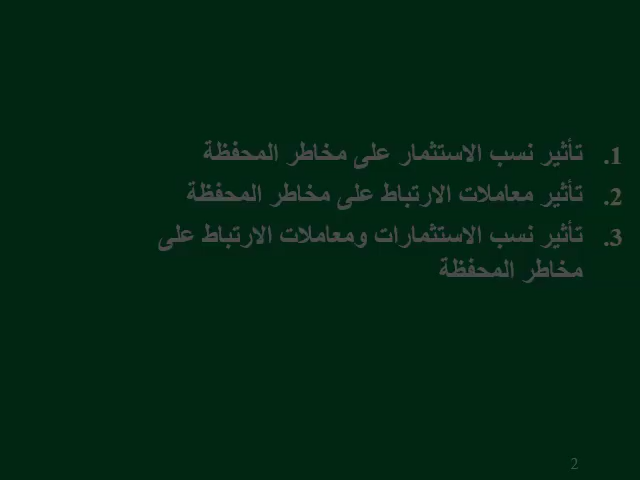 1. تأثير نسب الاستثمار على مخاطر المحفظة
2. تأثير معاملات الارتباط على مخاطر المحفظة
3. تأثير نسب الاستثمارات ومعاملات الارتباط على
مخاطر المحفظة
2